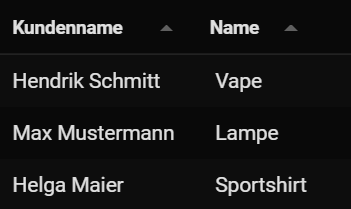 Kundenname Name
Hendrik Schmitt Vape
Max Mustermann Lampe
Helga Maier Sportshirt